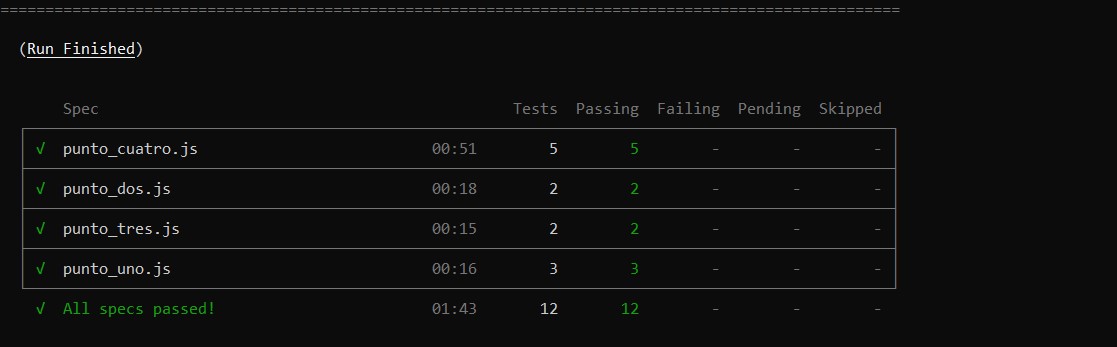 ====================================================================================================
(Run Finished)
Spec Tests Passing Failing Pending Skipped
√ punto_cuatro.js 00:51 5 5 - - -
√ punto_dos.js 00:18 2 2 - - -
√ punto_tres.js 00:15 2 2 - - -
√ punto_uno.js 00:16 3 3 - - -
√ All specs passed! 01:43 12 12 - - -